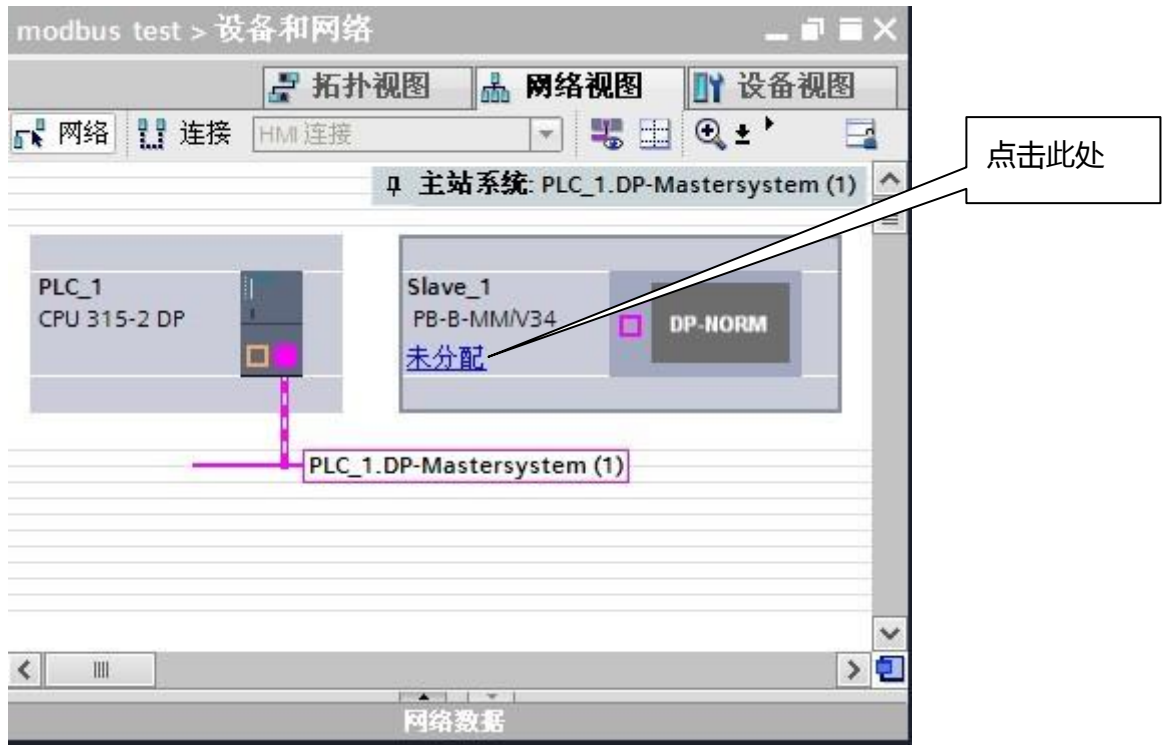 modbus test > 设备和网络
拓扑视图 网络视图 设备视图
网络 连接 HMI 连接
点击此处
主站系统: PLC_1.DP-Mastersystem (1)
PLC_1
CPU 315-2 DP
Slave_1
PB-B-MM/V34
未分配
DP-NORM
PLC_1.DP-Mastersystem (1)
网络数据